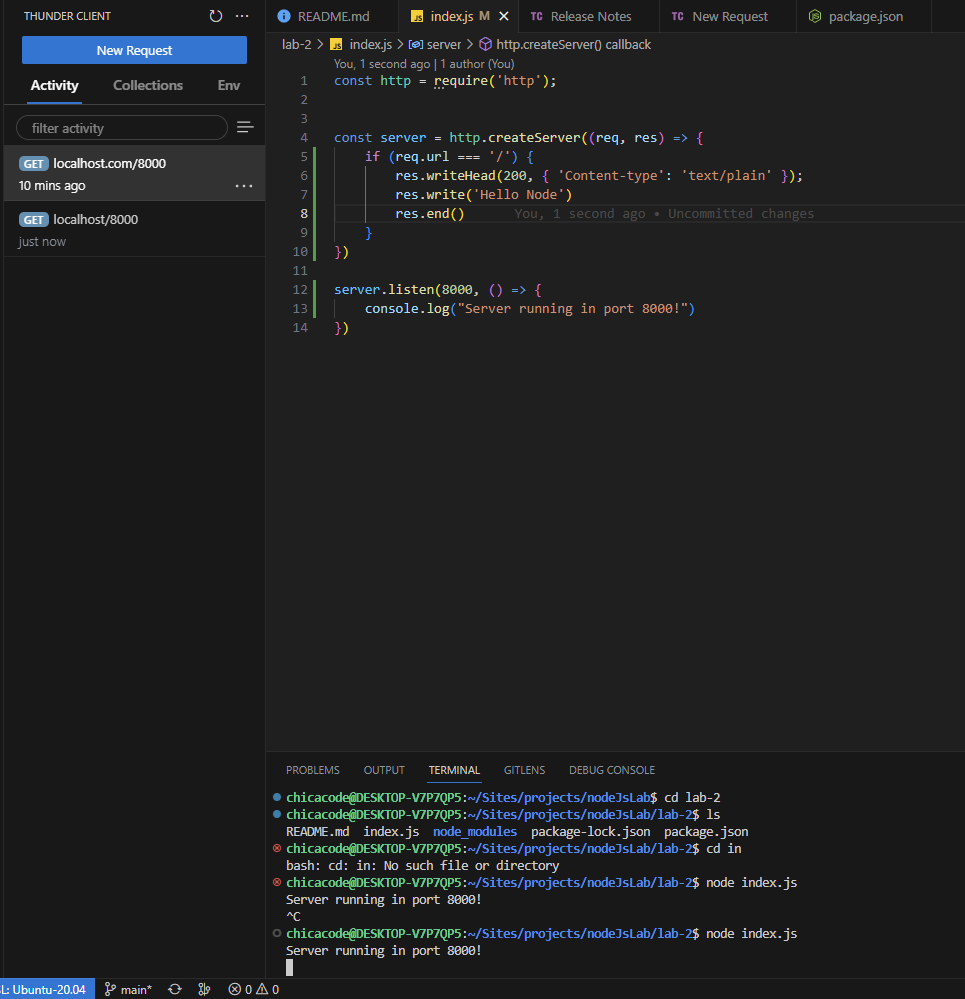 THUNDER CLIENT
New Request
Activity Collections Env
filter activity
GET localhost.com/8000
10 mins ago
GET localhost/8000
just now
README.md index.js M TC Release Notes TC New Request package.json
lab-2 > JS index.js > server > http.createServer() callback
You, 1 second ago | 1 author (You)
1 const http = require('http');
2
3
4 const server = http.createServer((req, res) => {
5 if (req.url === '/') {
6 res.writeHead(200, { 'Content-type': 'text/plain' });
7 res.write('Hello Node')
8 res.end() You, 1 second ago • Uncommitted changes
9 }
10 })
11
12 server.listen(8000, () => {
13 console.log("Server running in port 8000!")
14 })
PROBLEMS OUTPUT TERMINAL GITLENS DEBUG CONSOLE
chicacode@DESKTOP-V7P7QP5:~/Sites/projects/nodeJsLab$ cd lab-2
chicacode@DESKTOP-V7P7QP5:~/Sites/projects/nodeJsLab/lab-2$ ls
README.md index.js node_modules package-lock.json package.json
chicacode@DESKTOP-V7P7QP5:~/Sites/projects/nodeJsLab/lab-2$ cd in
bash: cd: in: No such file or directory
chicacode@DESKTOP-V7P7QP5:~/Sites/projects/nodeJsLab/lab-2$ node index.js
Server running in port 8000!
^C
chicacode@DESKTOP-V7P7QP5:~/Sites/projects/nodeJsLab/lab-2$ node index.js
Server running in port 8000!
L: Ubuntu-20.04 main* 0 0